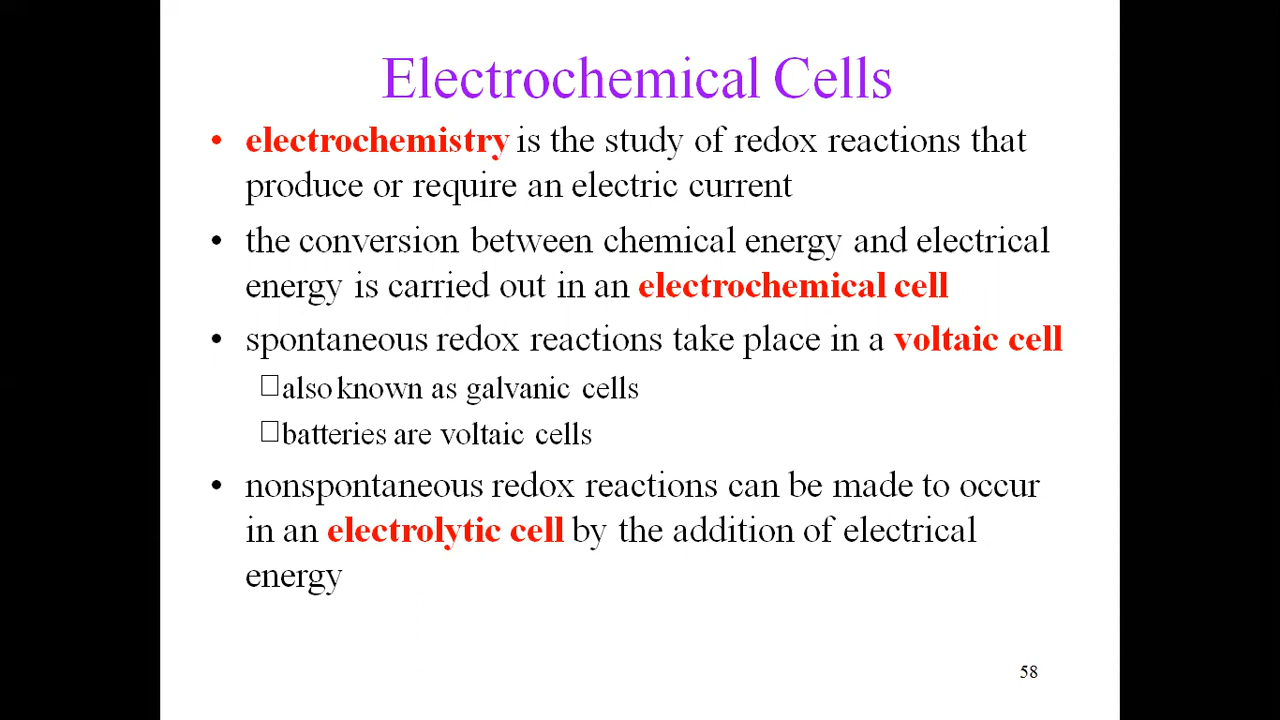 Electrochemical Cells
• electrochemistry is the study of redox reactions that
produce or require an electric current
• the conversion between chemical energy and electrical
energy is carried out in an electrochemical cell
• spontaneous redox reactions take place in a voltaic cell
□also known as galvanic cells
□batteries are voltaic cells
• nonspontaneous redox reactions can be made to occur
in an electrolytic cell by the addition of electrical
energy
58